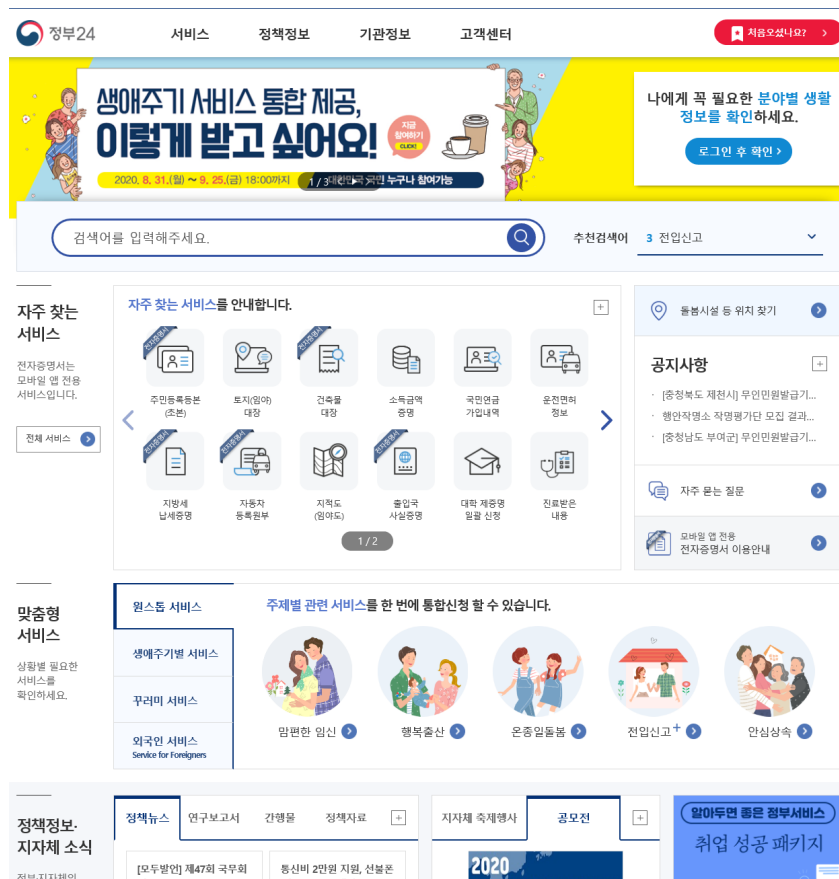 정부24
서비스
정책정보
기관정보
고객센터
처음오셨나요?
생애주기 서비스 통합 제공,
이렇게 받고 싶어요!
지금
참여하기
CLICK!
2020. 8. 31.(월) ~ 9. 25.(금) 18:00까지
1 / 3
대한민국 국민 누구나 참여가능
나에게 꼭 필요한 분야별 생활
정보를 확인하세요.
로그인 후 확인
검색어를 입력해주세요.
추천검색어
3 전입신고
자주 찾는
서비스
전자증명서는
모바일 앱 전용
서비스입니다.
전체 서비스
자주 찾는 서비스를 안내합니다.
전자증명서
주민등록등본
(초본)
토지(임야)
대장
전자증명서
건축물
대장
소득금액
증명
국민연금
가입내역
운전면허
정보
전자증명서
지방세
납세증명
전자증명서
자동자
등록원부
지적도
(임야도)
전자증명서
출입국
사실증명
대학 제증명
일괄 신청
진료받은
내용
1 / 2
돌봄시설 등 위치 찾기
공지사항
· [충청북도 제천시] 무인민원발급기...
· 행안작명소 작명평가단 모집 결과...
· [충청남도 부여군] 무인민원발급기...
자주 묻는 질문
모바일 앱 전용
전자증명서 이용안내
맞춤형
서비스
상황별 필요한
서비스를
확인하세요.
원스톱 서비스
생애주기별 서비스
꾸러미 서비스
외국인 서비스
Service for Foreigners
주제별 관련 서비스를 한 번에 통합신청 할 수 있습니다.
맘편한 임신
행복출산
온종일돌봄
전입신고+
안심상속
정책정보·
지자체 소식
정부·지자체의
정책뉴스
연구보고서
간행물
정책자료
[모두발언] 제47회 국무회
통신비 2만원 지원, 선불폰
지자체 축제행사
공모전
2020
알아두면 좋은 정부서비스
취업 성공 패키지